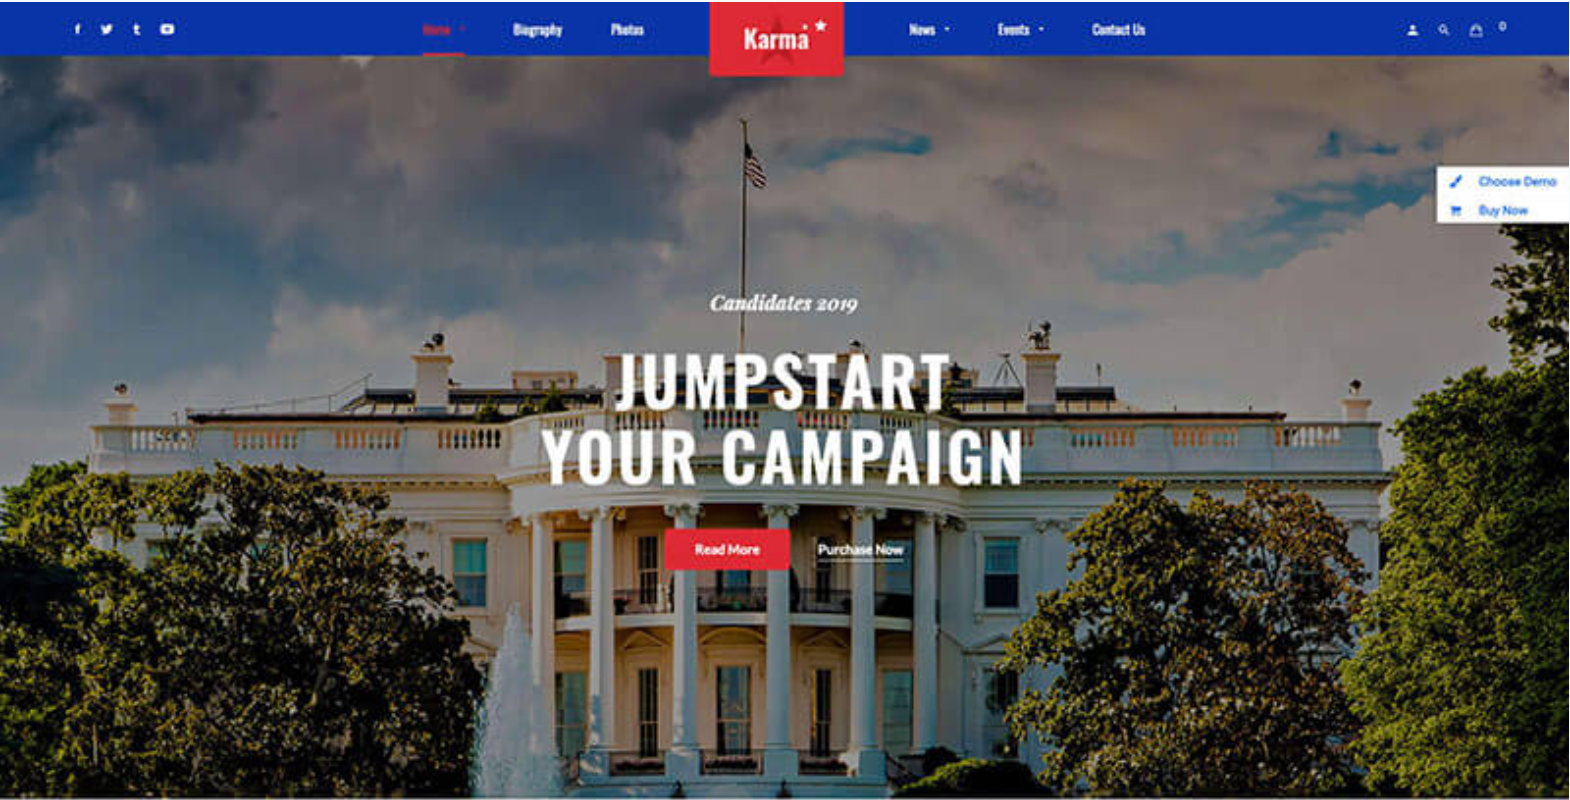 Home
Biography
Photos
Karma
News
Events
Contact Us
0
Choose Demo
Buy Now
Candidates 2019
JUMPSTART
YOUR CAMPAIGN
Read More
Purchase Now